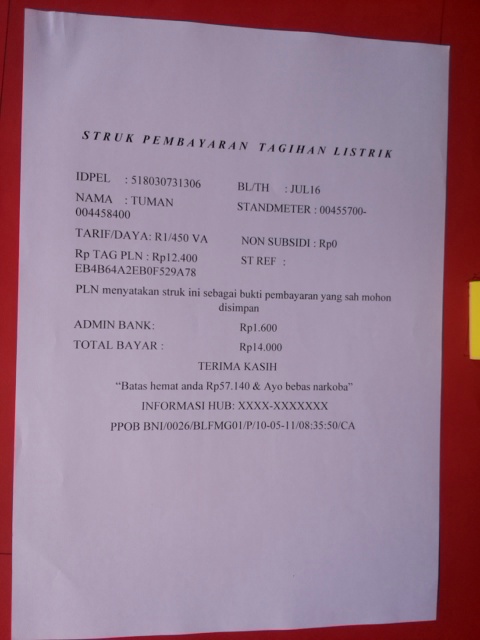 STRUK PEMBAYARAN TAGIHAN LISTRIK
IDPEL : 518030731306 BL/TH : JUL16
NAMA : TUMAN STANDMETER : 00455700-
004458400
TARIF/DAYA: R1/450 VA NON SUBSIDI : Rp0
Rp TAG PLN : Rp12.400 ST REF :
EB4B64A2EB0F529A78
PLN menyatakan struk ini sebagai bukti pembayaran yang sah mohon
disimpan
ADMIN BANK: Rp1.600
TOTAL BAYAR : Rp14.000
TERIMA KASIH
“Batas hemat anda Rp57.140 & Ayo bebas narkoba”
INFORMASI HUB: XXXX-XXXXXXX
PPOB BNI/0026/BLFMG01/P/10-05-11/08:35:50/CA